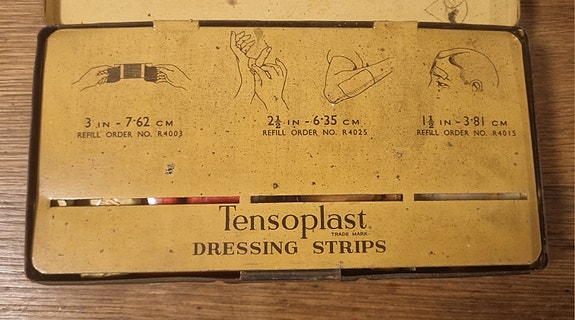 3 IN - 7·62 CM
REFILL ORDER NO. R4003
2½ IN - 6·35 CM
REFILL ORDER NO. R4025
1½ IN - 3·81 CM
REFILL ORDER NO. R4015
Tensoplast
TRADE MARK
DRESSING STRIPS